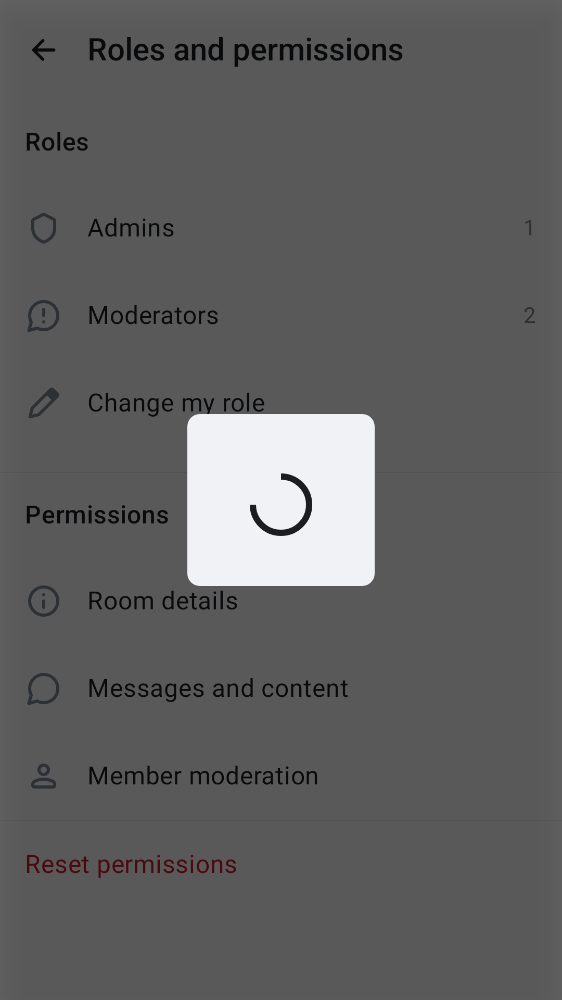 Roles and permissions
Roles
Admins 1
Moderators 2
Change my role
Permissions
Room details
Messages and content
Member moderation
Reset permissions